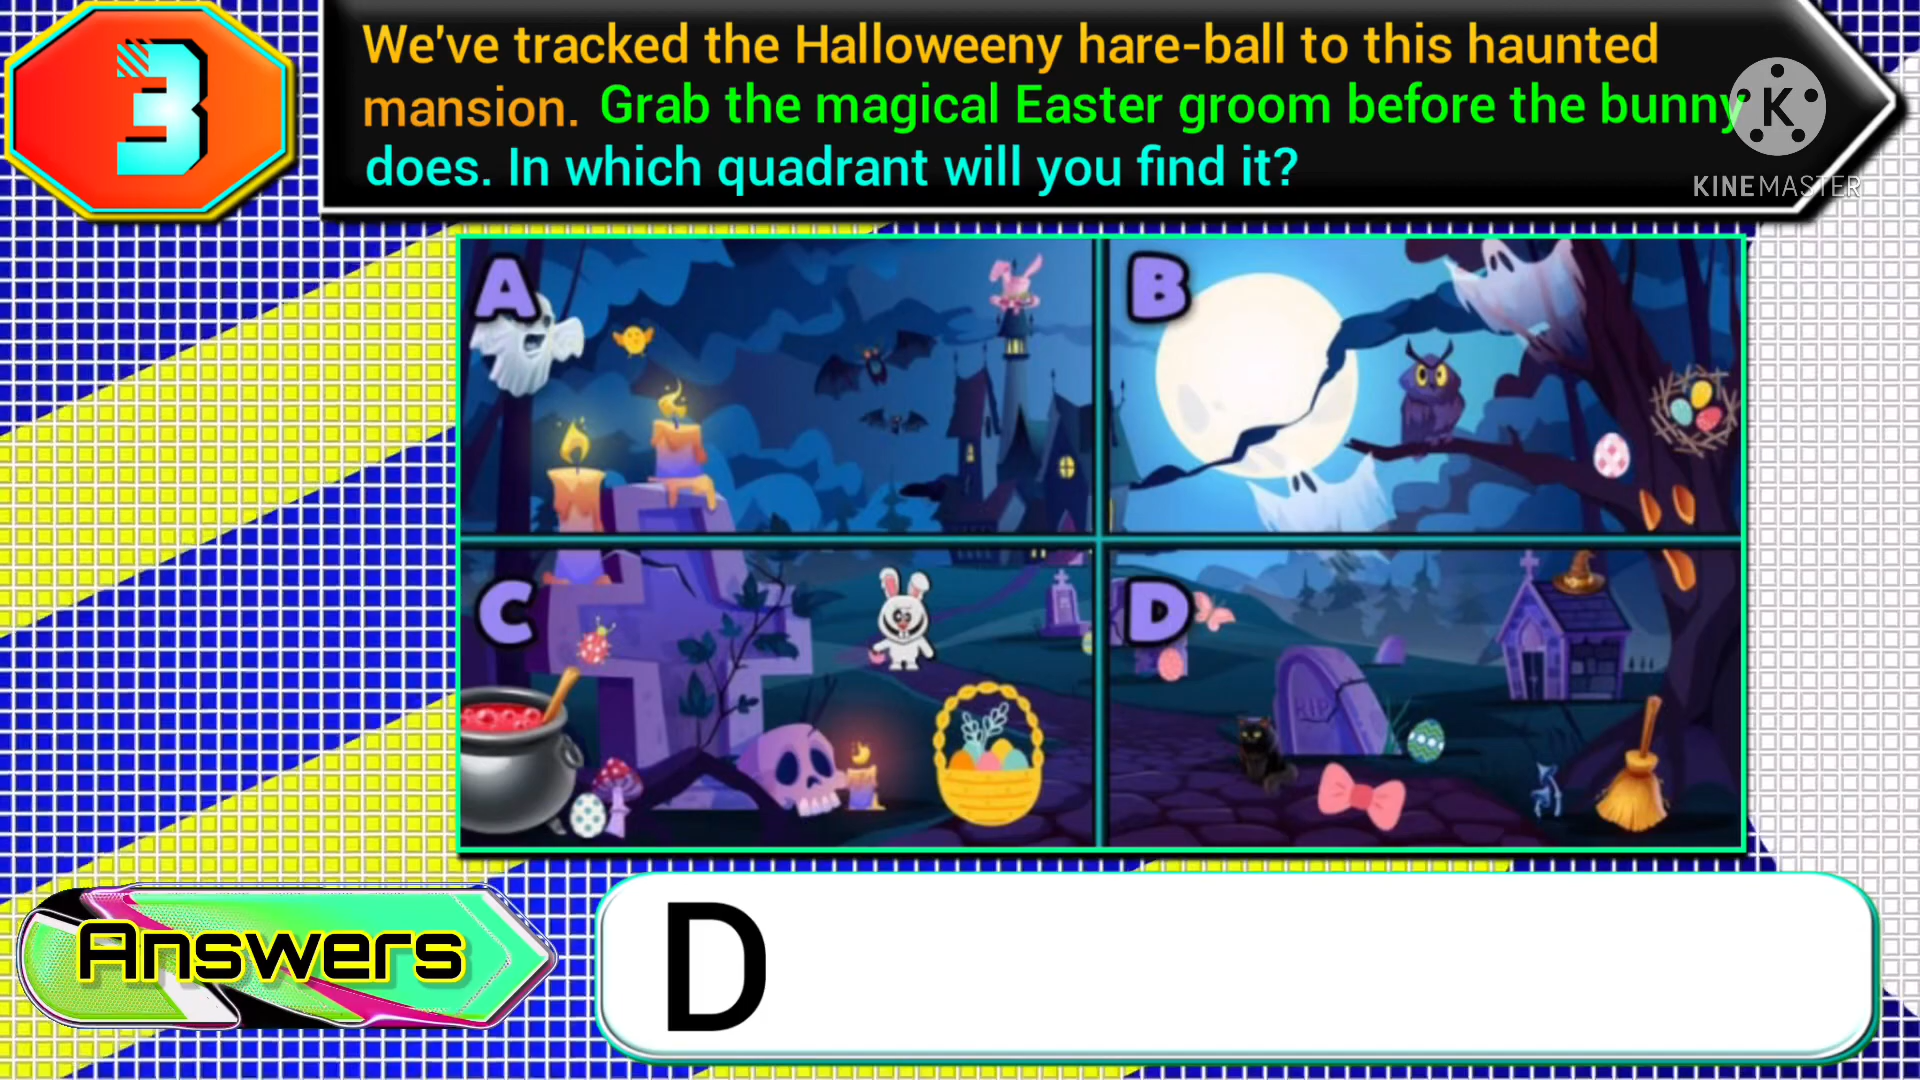 3
We've tracked the Halloweeny hare-ball to this haunted
mansion. Grab the magical Easter groom before the bunny
does. In which quadrant will you find it?
K
KINEMASTER
A
B
C
D
RIP
Answers
D